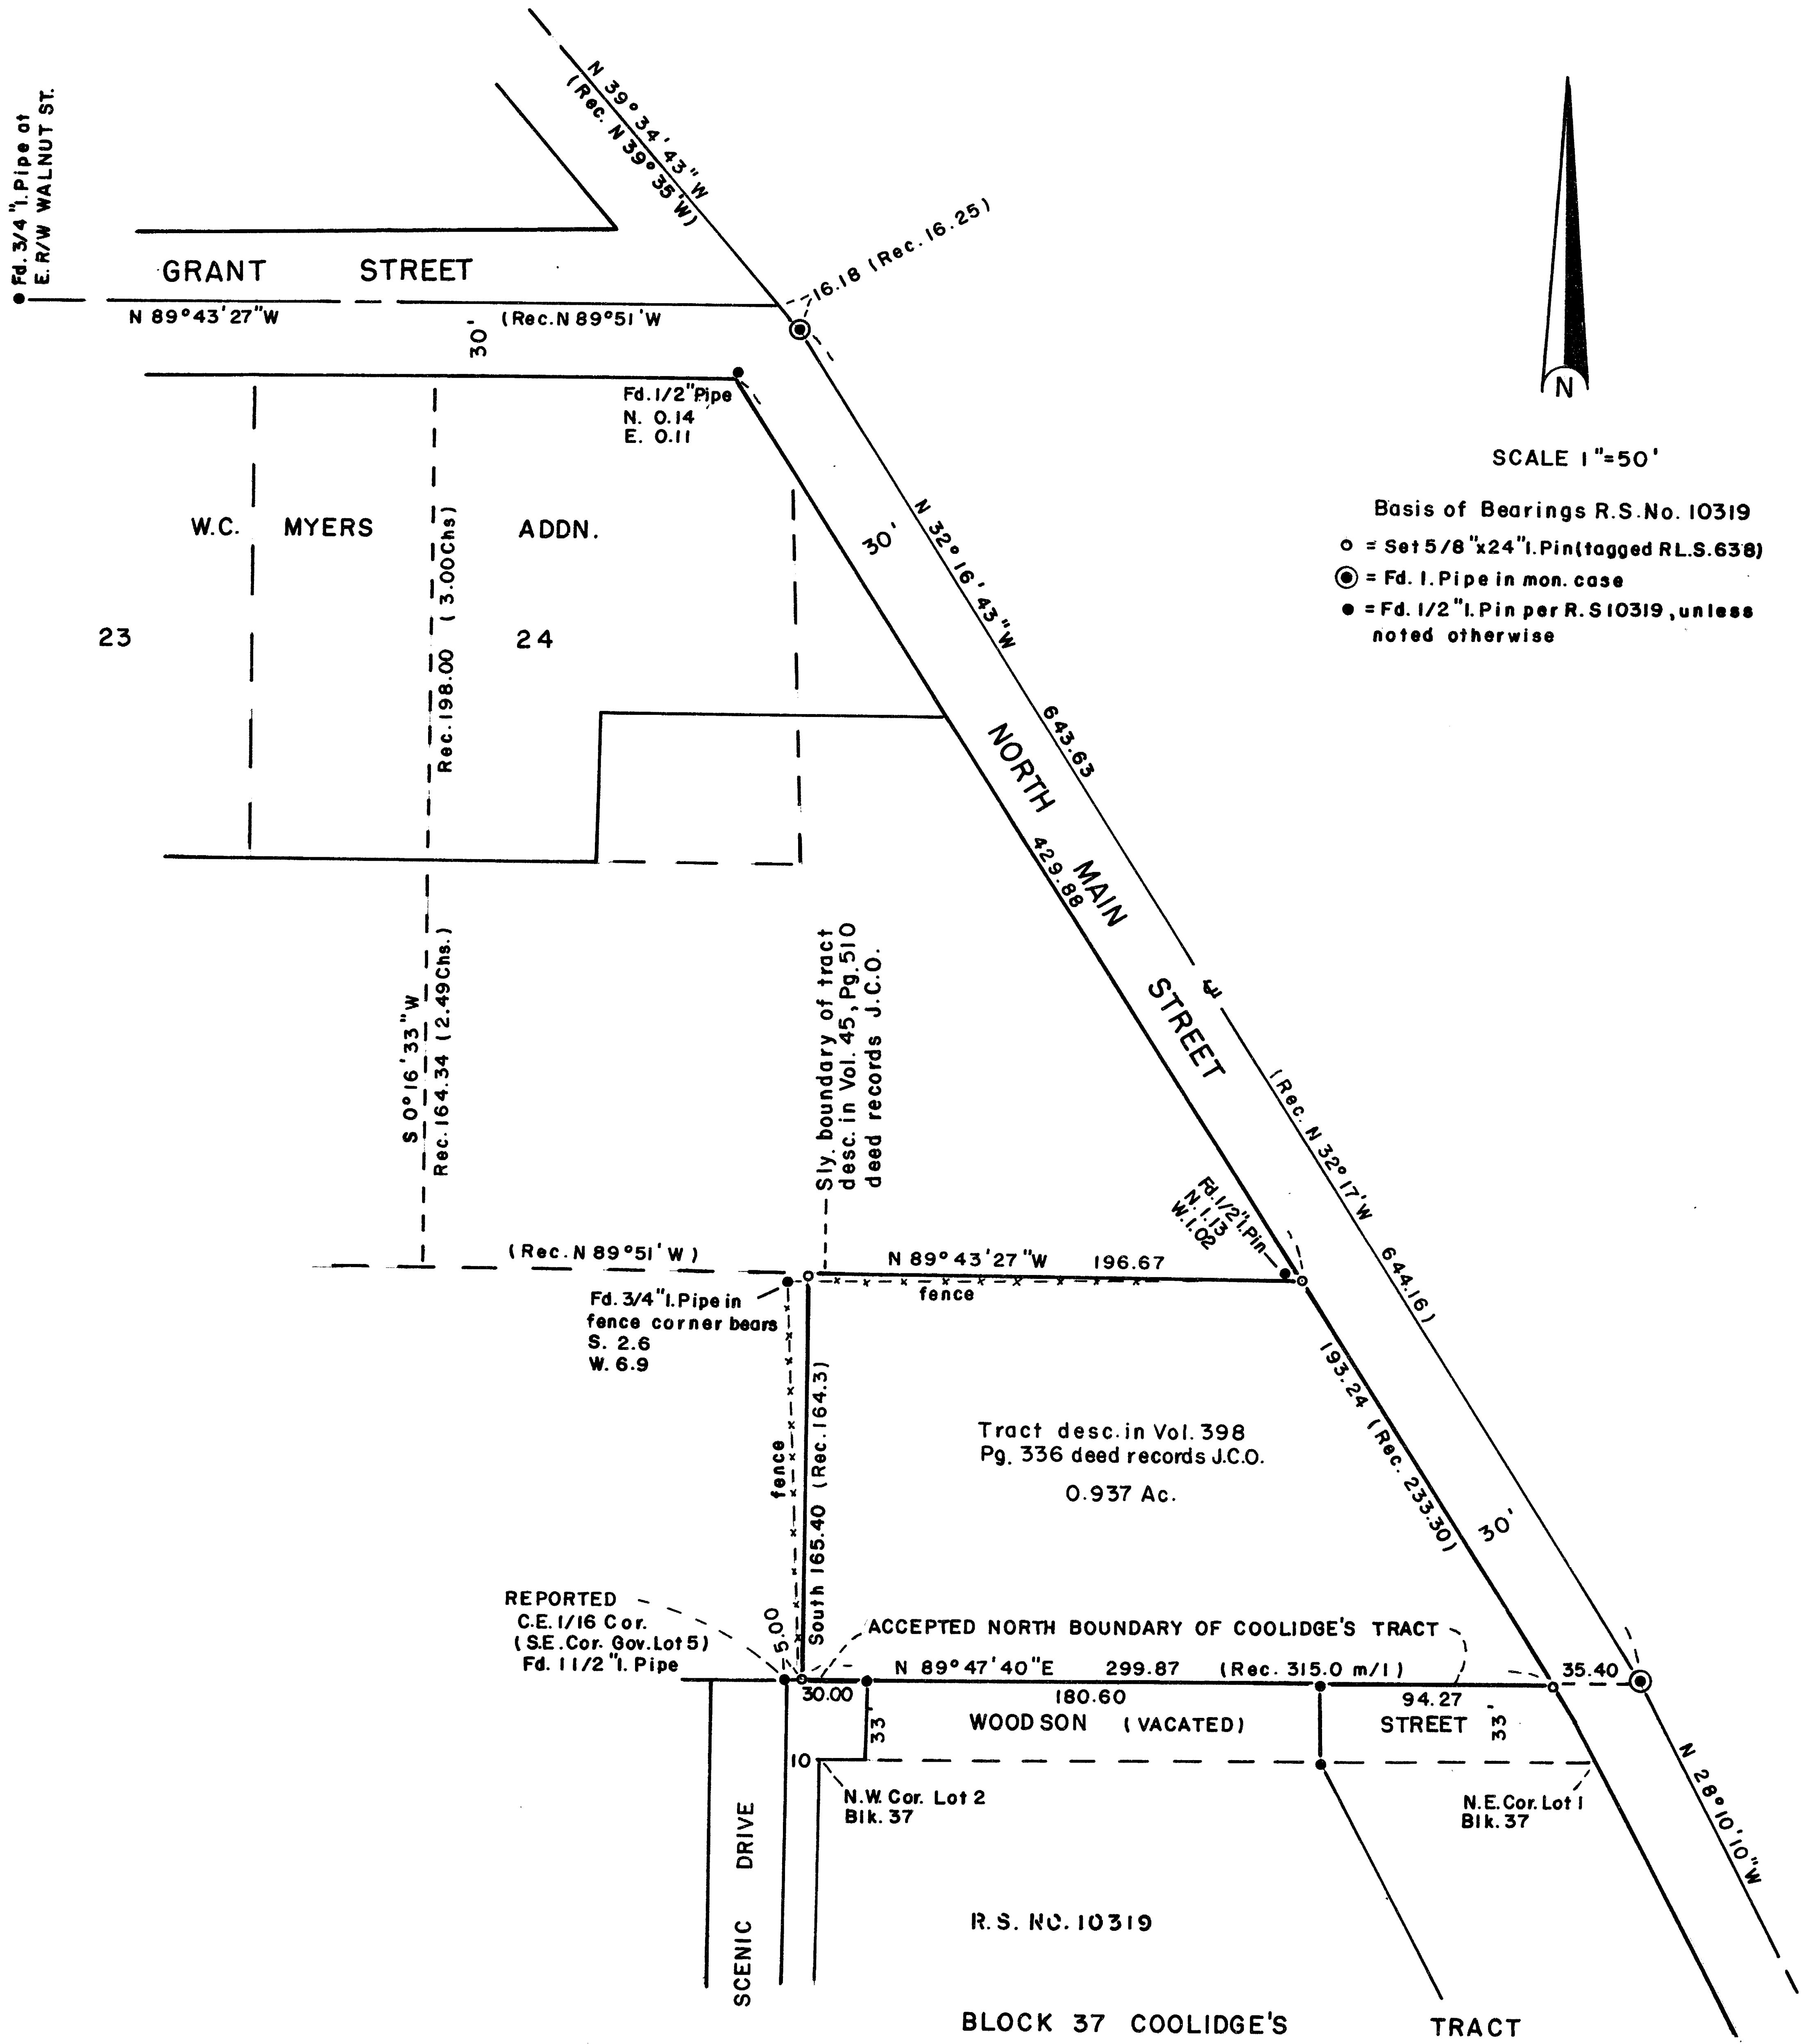 Fd. 3/4" I. Pipe at
E. R/W WALNUT ST.
N 39° 34' 43" W
(Rec. N 39° 35' W)
16.18 (Rec. 16.25)
GRANT STREET
N 89° 43' 27" W
(Rec. N 89° 51' W
30'
Fd. 1/2" Pipe
N. 0.14
E. 0.11
N
SCALE 1"=50'
Basis of Bearings R.S. No. 10319
= Set 5/8"x24" I. Pin (tagged R.L.S. 638)
= Fd. I. Pipe in mon. case
= Fd. 1/2" I. Pin per R.S 10319, unless
noted otherwise
W.C. MYERS ADDN.
23
24
Rec. 198.00 (3.00 Chs)
30'
N 32° 16' 43" W
643.63
NORTH MAIN STREET
429.88
S 0° 16' 33" W
Rec. 164.34 (2.49 Chs.)
Sly. boundary of tract
desc. in Vol. 45, Pg. 510
deed records J.C.O.
(Rec. N 32° 17' W 644.16)
Fd. 1/2" I. Pin
N. 1.13
W. 1.02
(Rec. N 89° 51' W)
N 89° 43' 27" W 196.67
fence
Fd. 3/4" I. Pipe in
fence corner bears
S. 2.6
W. 6.9
fence
South 165.40 (Rec. 164.3)
193.24 (Rec. 233.30)
30'
Tract desc. in Vol. 398
Pg. 336 deed records J.C.O.
0.937 Ac.
REPORTED
C.E. 1/16 Cor.
(S.E. Cor. Gov. Lot 5)
Fd. 1 1/2" I. Pipe
5.00
ACCEPTED NORTH BOUNDARY OF COOLIDGE'S TRACT
N 89° 47' 40" E 299.87 (Rec. 315.0 m/l)
35.40
30.00
180.60
94.27
WOODSON (VACATED) STREET
33'
33'
10
N.W. Cor. Lot 2
Blk. 37
N.E. Cor. Lot 1
Blk. 37
N 28° 10' 10" W
SCENIC DRIVE
R.S. NO. 10319
BLOCK 37 COOLIDGE'S TRACT